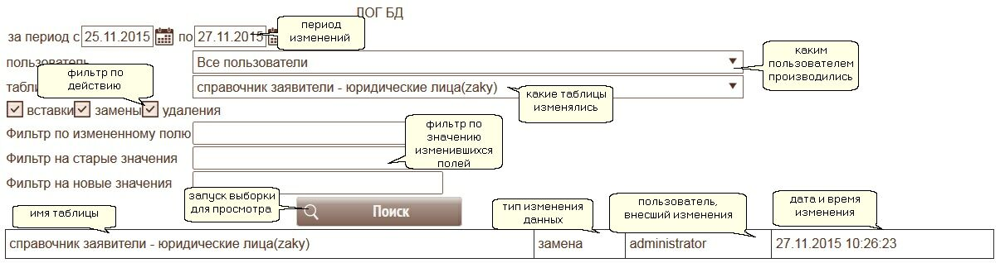 ЛОГ БД
за период с 25.11.2015 по 27.11.2015
период
изменений
пользователь Все пользователи
каким
пользователем
производились
фильтр по
действию
справочник заявители - юридические лица(zaky)
какие таблицы
изменялись
вставки замены удаления
Фильтр по измененному полю
фильтр по
значению
изменившихся
полей
Фильтр на старые значения
Фильтр на новые значения
запуск выборки
для просмотра
Поиск
имя таблицы
тип изменения
данных
пользователь,
внесший изменения
дата и время
изменения
справочник заявители - юридические лица(zaky) замена administrator 27.11.2015 10:26:23